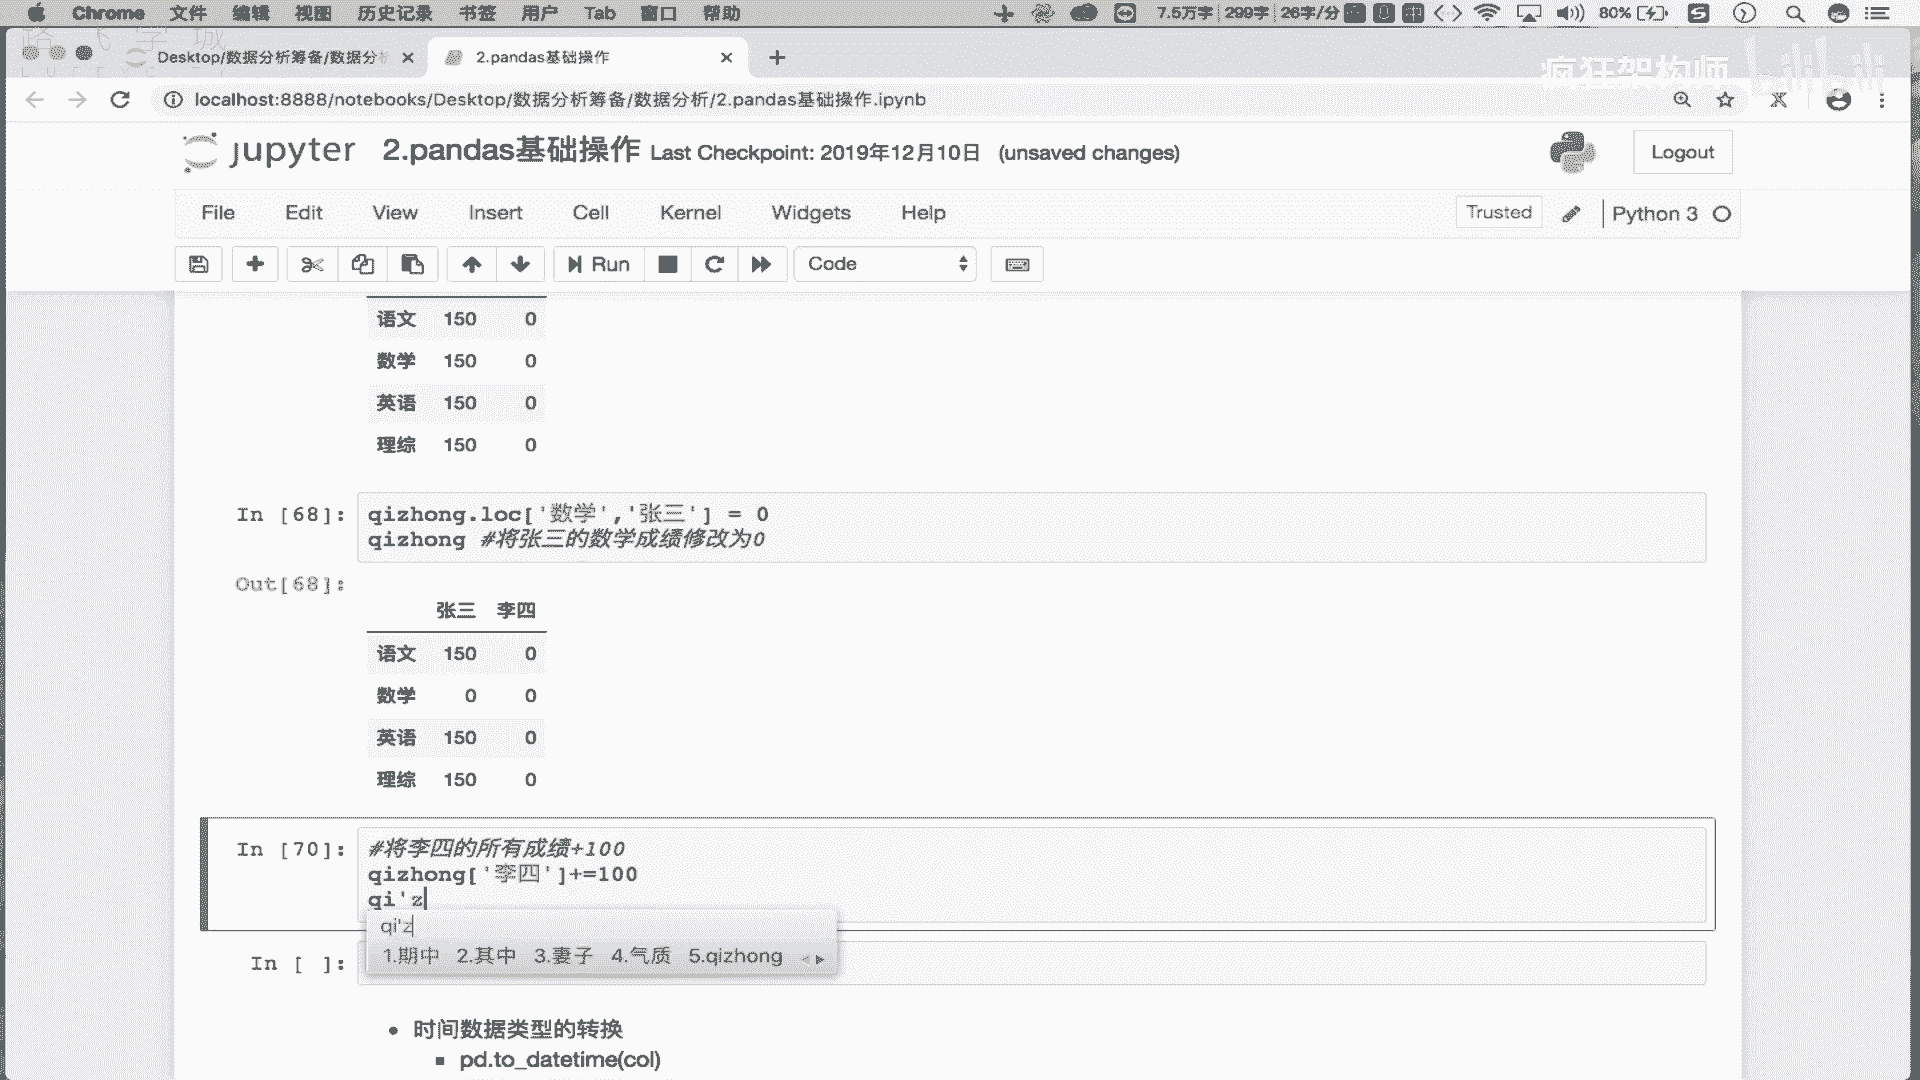 Chrome 文件 编辑 视图 历史记录 书签 用户 Tab 窗口 帮助 7.5万字 299字 26字/分 80%
Desktop/数据分析筹备/数据分析
2.pandas基础操作
疯狂架构师 bilibili
localhost:8888/notebooks/Desktop/数据分析筹备/数据分析/2.pandas基础操作.ipynb
jupyter 2.pandas基础操作 Last Checkpoint: 2019年12月10日 (unsaved changes) Logout
File Edit View Insert Cell Kernel Widgets Help Trusted Python 3
Run Code
语文 150 0
数学 150 0
英语 150 0
理综 150 0
In [68]: qizhong.loc['数学','张三'] = 0
qizhong #将张三的数学成绩修改为0
Out[68]:
张三 李四
语文 150 0
数学 0 0
英语 150 0
理综 150 0
In [70]: #将李四的所有成绩+100
qizhong['李四']+=100
qi'z
qi'z
1.期中 2.其中 3.妻子 4.气质 5.qizhong
In [ ]:
时间数据类型的转换
pd.to_datetime(col)